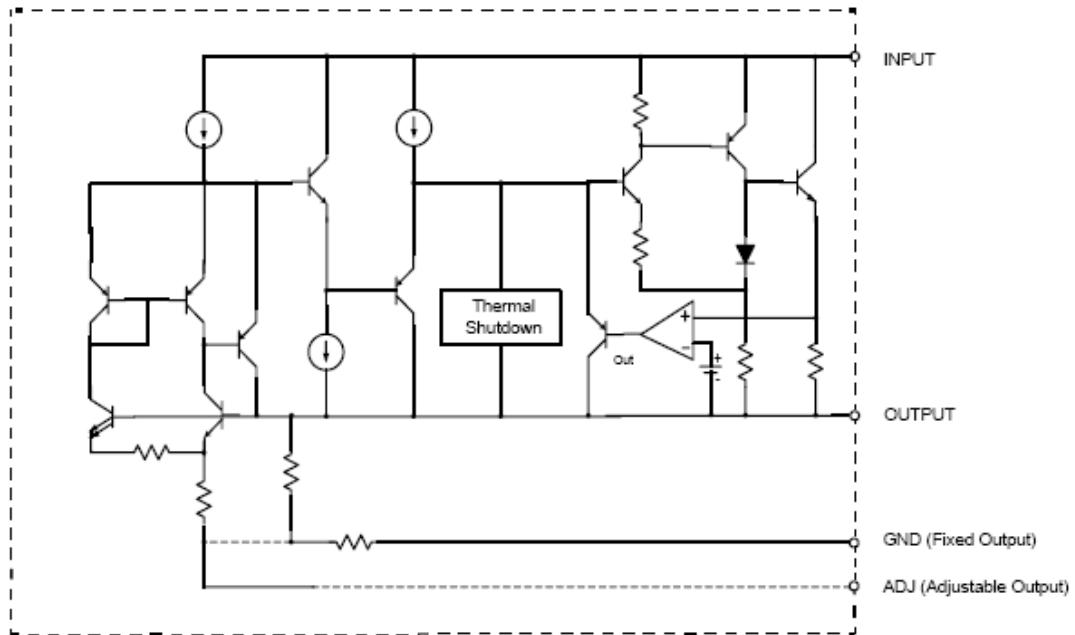 INPUT
Thermal
Shutdown
+
−
Out
+
-
OUTPUT
GND (Fixed Output)
ADJ (Adjustable Output)